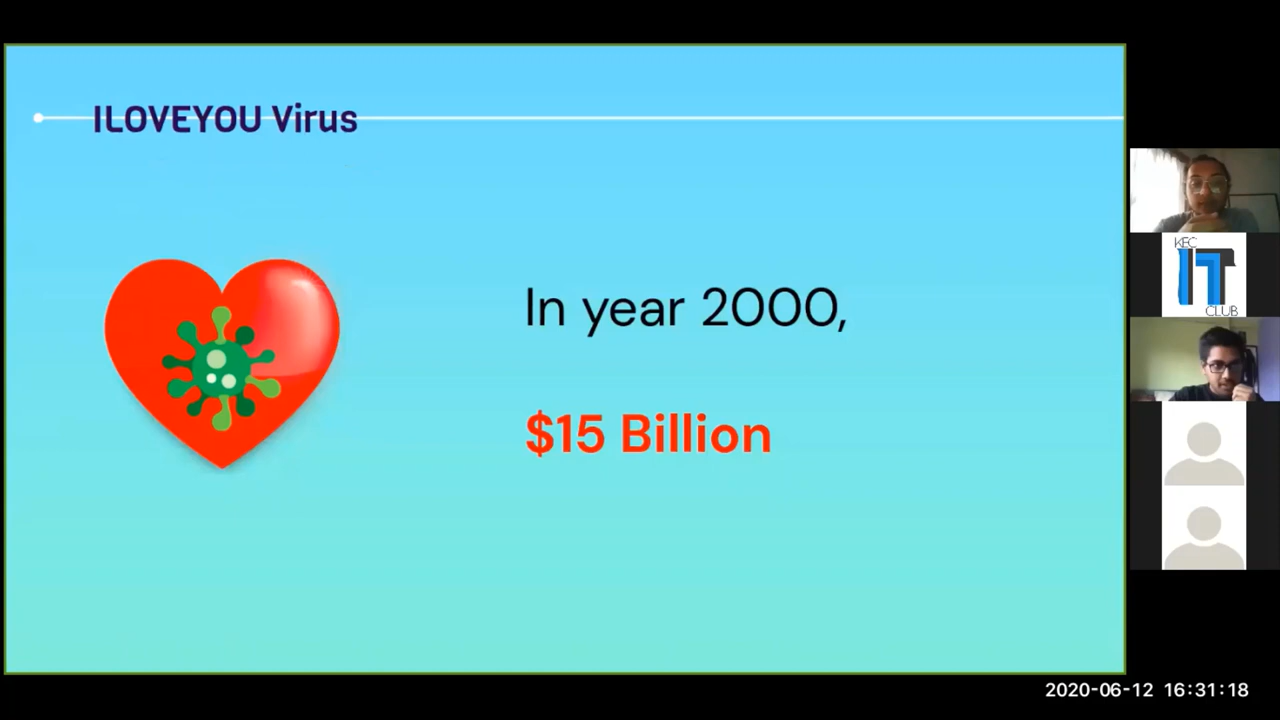 ILOVEYOU Virus
In year 2000,
$15 Billion
KEC
IT
CLUB
2020-06-12 16:31:18